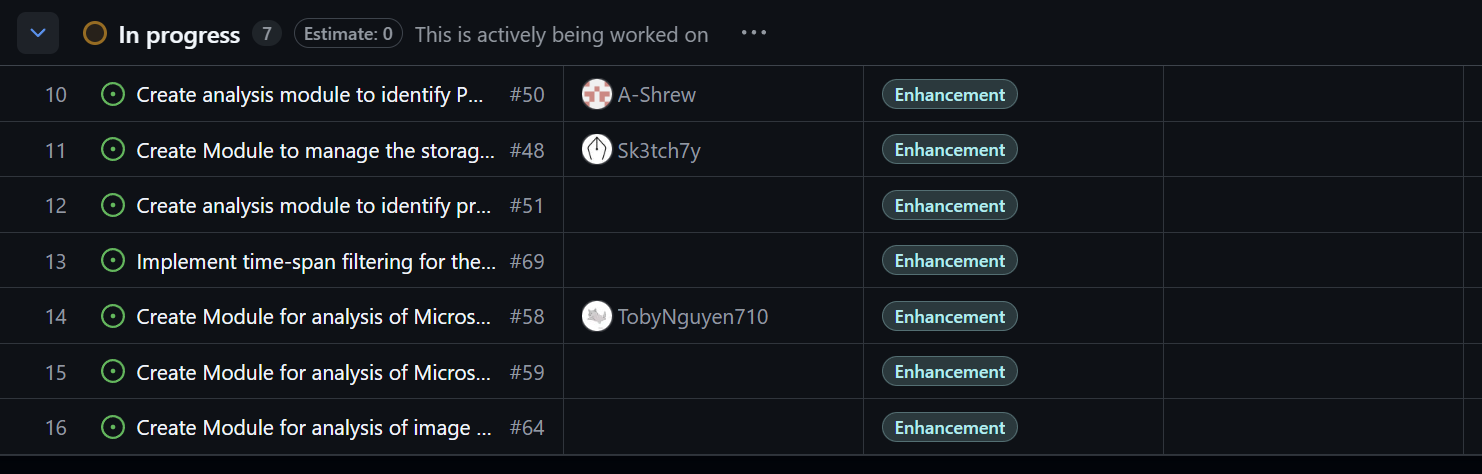 In progress 7 Estimate: 0 This is actively being worked on ...
10 Create analysis module to identify P... #50 A-Shrew Enhancement
11 Create Module to manage the storag... #48 Sk3tch7y Enhancement
12 Create analysis module to identify pr... #51 Enhancement
13 Implement time-span filtering for the... #69 Enhancement
14 Create Module for analysis of Micros... #58 TobyNguyen710 Enhancement
15 Create Module for analysis of Micros... #59 Enhancement
16 Create Module for analysis of image ... #64 Enhancement